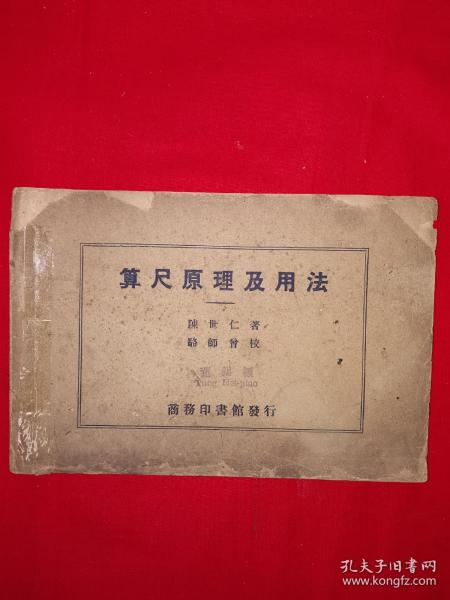 算尺原理及用法
陳世仁著
駱師曾校
商務印書館發行
孔夫子旧书网
www.kongfz.com